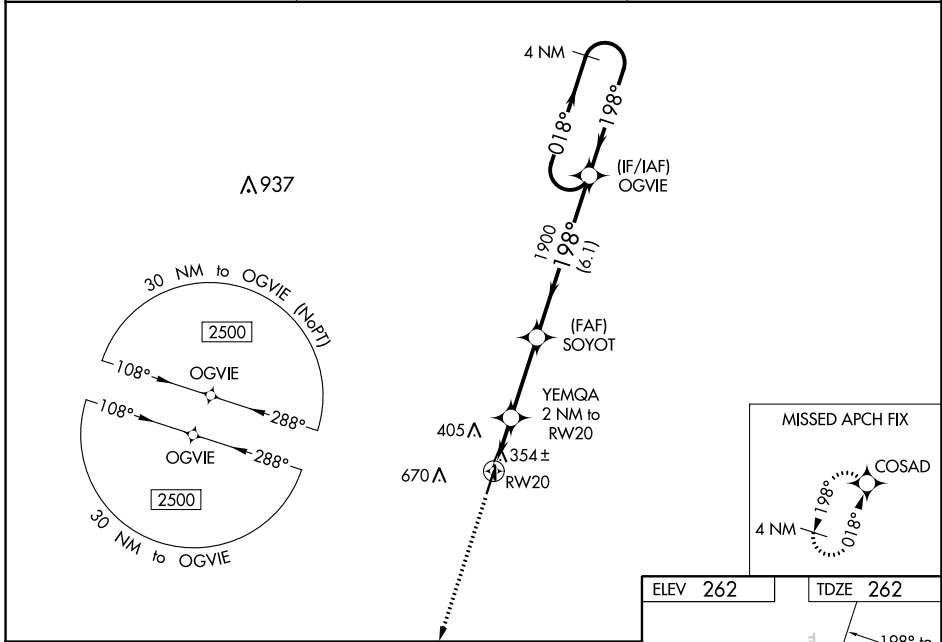 4 NM
018°
198°
(IF/IAF)
OGVIE
937
1900
198°
(6.1)
30 NM to OGVIE (NoPT)
2500
108°
OGVIE
288°
108°
OGVIE
288°
2500
30 NM to OGVIE
(FAF)
SOYOT
YEMQA
2 NM to
RW20
405
354 ±
670
RW20
MISSED APCH FIX
COSAD
198°
4 NM
018°
ELEV 262
TDZE 262
198° to